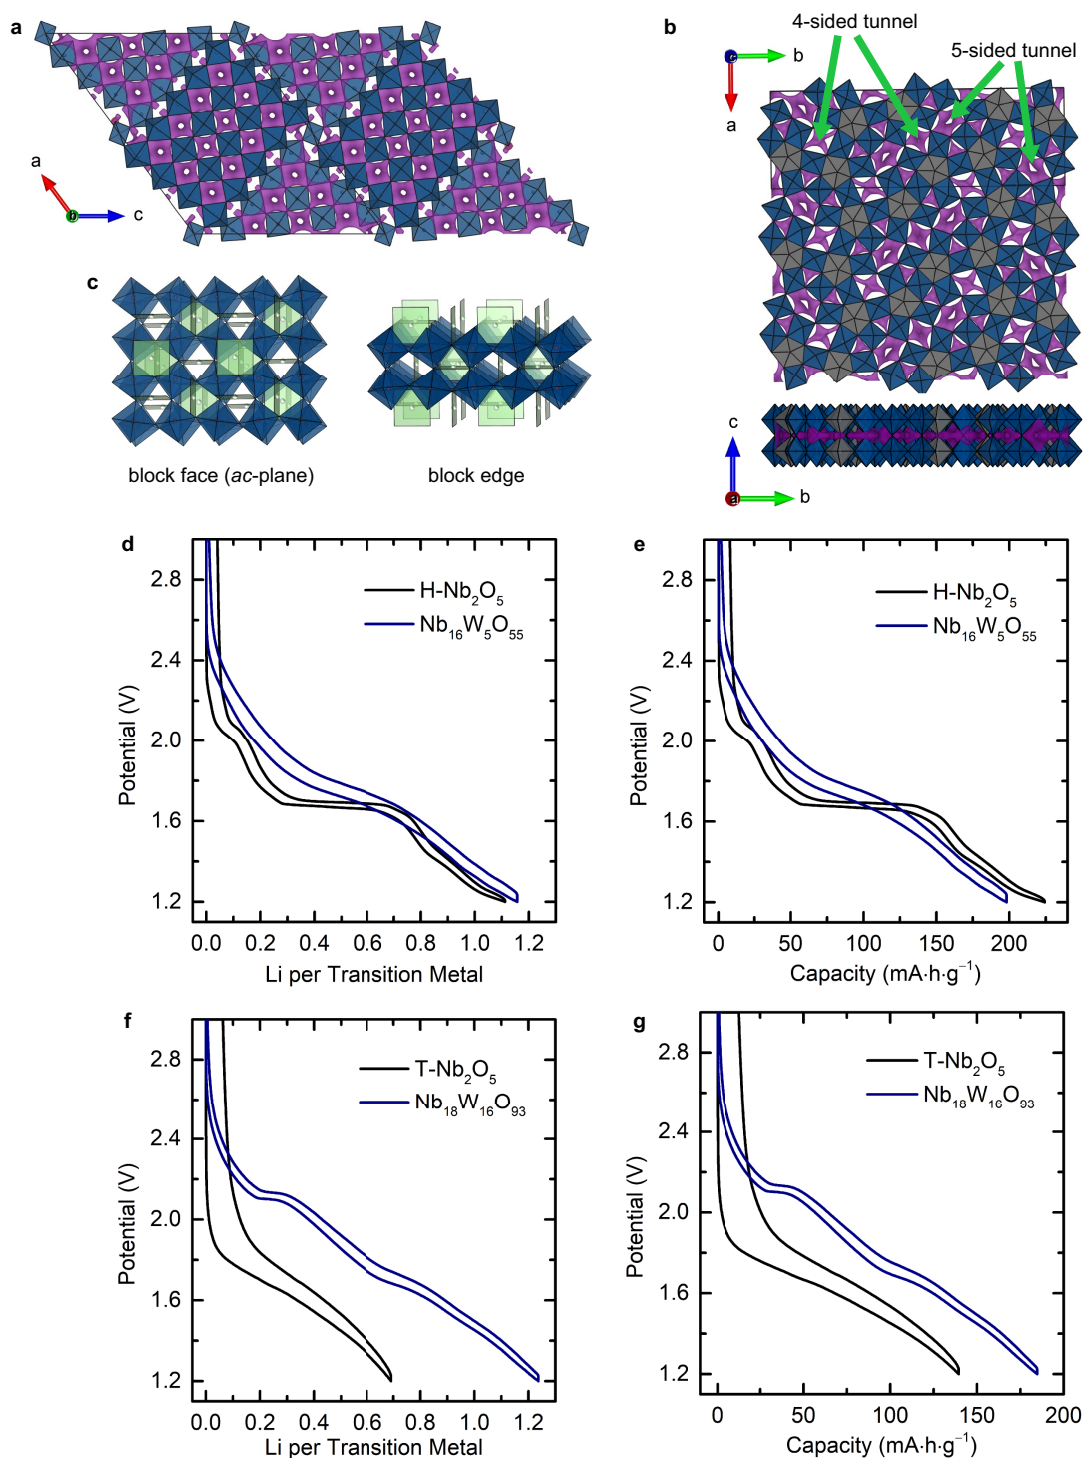 a
a
b
c
b
4-sided tunnel
5-sided tunnel
c
b
a
c
block face (ac-plane)
block edge
c
b
a
d
2.8
2.4
2.0
1.6
1.2
Potential (V)
H-Nb₂O₅
Nb₁₆W₅O₅₅
0.0 0.2 0.4 0.6 0.8 1.0 1.2
Li per Transition Metal
e
2.8
2.4
2.0
1.6
1.2
Potential (V)
H-Nb₂O₅
Nb₁₆W₅O₅₅
0 50 100 150 200
Capacity (mA·h·g⁻¹)
f
2.8
2.4
2.0
1.6
1.2
Potential (V)
T-Nb₂O₅
Nb₁₈W₁₆O₉₃
0.0 0.2 0.4 0.6 0.8 1.0 1.2
Li per Transition Metal
g
2.8
2.4
2.0
1.6
1.2
Potential (V)
T-Nb₂O₅
Nb₁₈W₁₆O₉₃
0 50 100 150 200
Capacity (mA·h·g⁻¹)